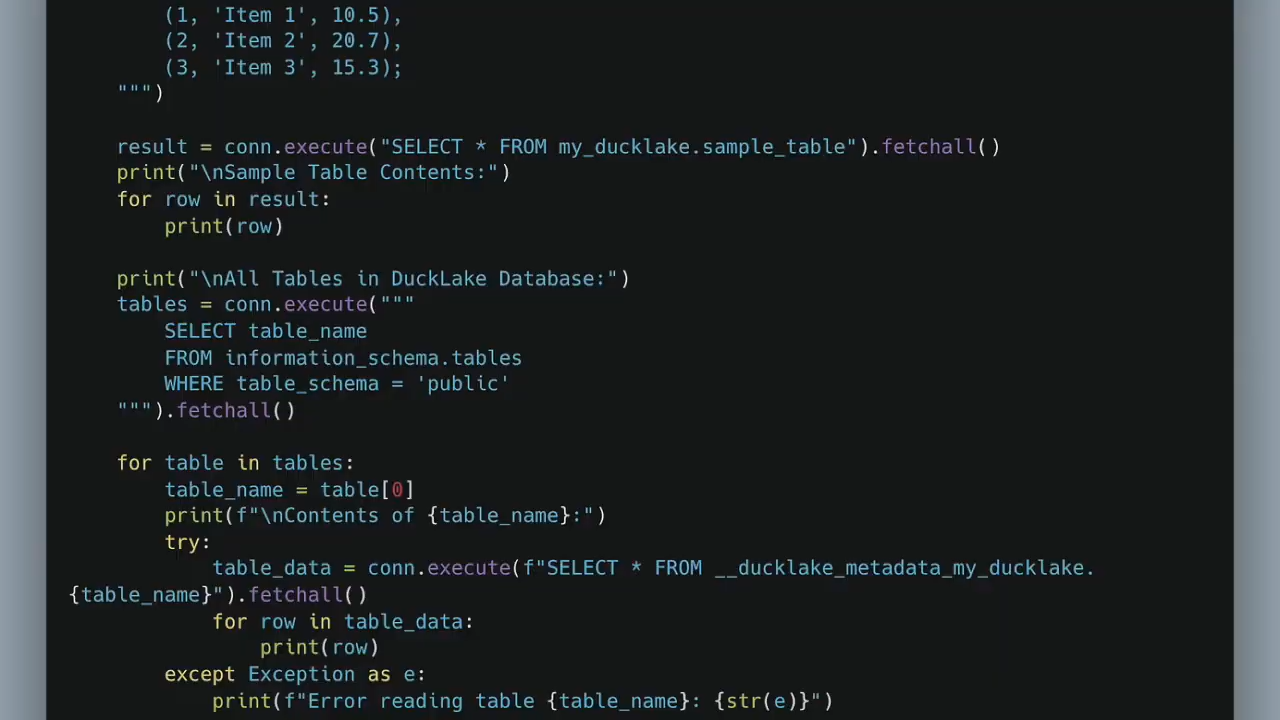 (1, 'Item 1', 10.5),
(2, 'Item 2', 20.7),
(3, 'Item 3', 15.3);
""")
result = conn.execute("SELECT * FROM my_ducklake.sample_table").fetchall()
print("\nSample Table Contents:")
for row in result:
print(row)
print("\nAll Tables in DuckLake Database:")
tables = conn.execute("""
SELECT table_name
FROM information_schema.tables
WHERE table_schema = 'public'
""").fetchall()
for table in tables:
table_name = table[0]
print(f"\nContents of {table_name}:")
try:
table_data = conn.execute(f"SELECT * FROM __ducklake_metadata_my_ducklake.
{table_name}").fetchall()
for row in table_data:
print(row)
except Exception as e:
print(f"Error reading table {table_name}: {str(e)}")